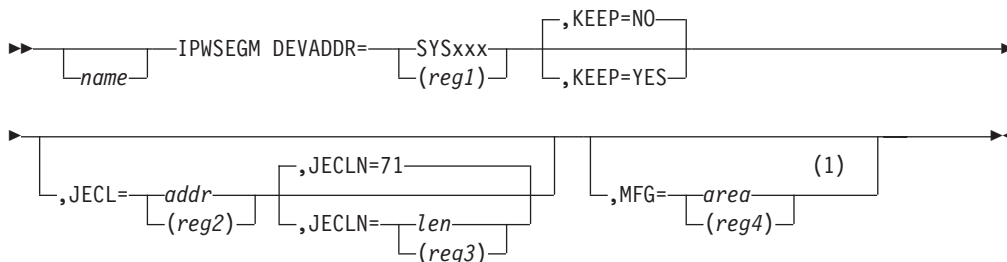 ,KEEP=NO
IPWSEGM DEVADDR= SYSxxx
name (reg1) ,KEEP=YES
,JECLN=71 (1)
,JECL= addr ,MFG= area
(reg2) ,JECLN= len (reg4)
(reg3)